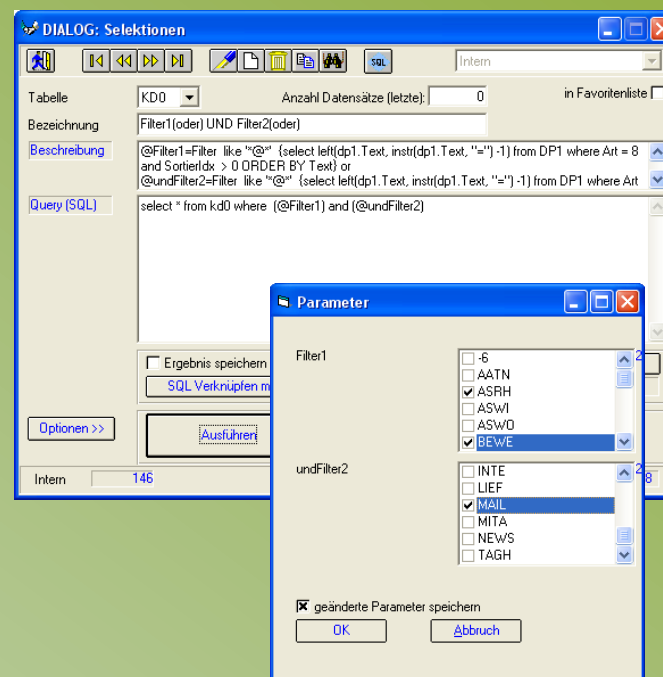 DIALOG: Selektionen
SQL
Intern
Tabelle
KD0
Anzahl Datensätze (letzte):
0
in Favoritenliste
Bezeichnung
Filter1(oder) UND Filter2(oder)
Beschreibung
@Filter1=Filter like '*@*' {select left(dp1.Text, instr(dp1.Text, "=") -1) from DP1 where Art = 8
and SortierIdx > 0 ORDER BY Text} or
@undFilter2=Filter like '*@*' {select left(dp1.Text, instr(dp1.Text, "=") -1) from DP1 where Art
Query (SQL)
select * from kd0 where (@Filter1) and (@undFilter2)
Ergebnis speichern
SQL Verknüpfen m
Optionen >>
Ausführen
Intern
146
8
Parameter
Filter1
-6
AATN
ASRH
ASWI
ASWO
BEWE
2
undFilter2
INTE
LIEF
MAIL
MITA
NEWS
TAGH
2
geänderte Parameter speichern
OK
Abbruch